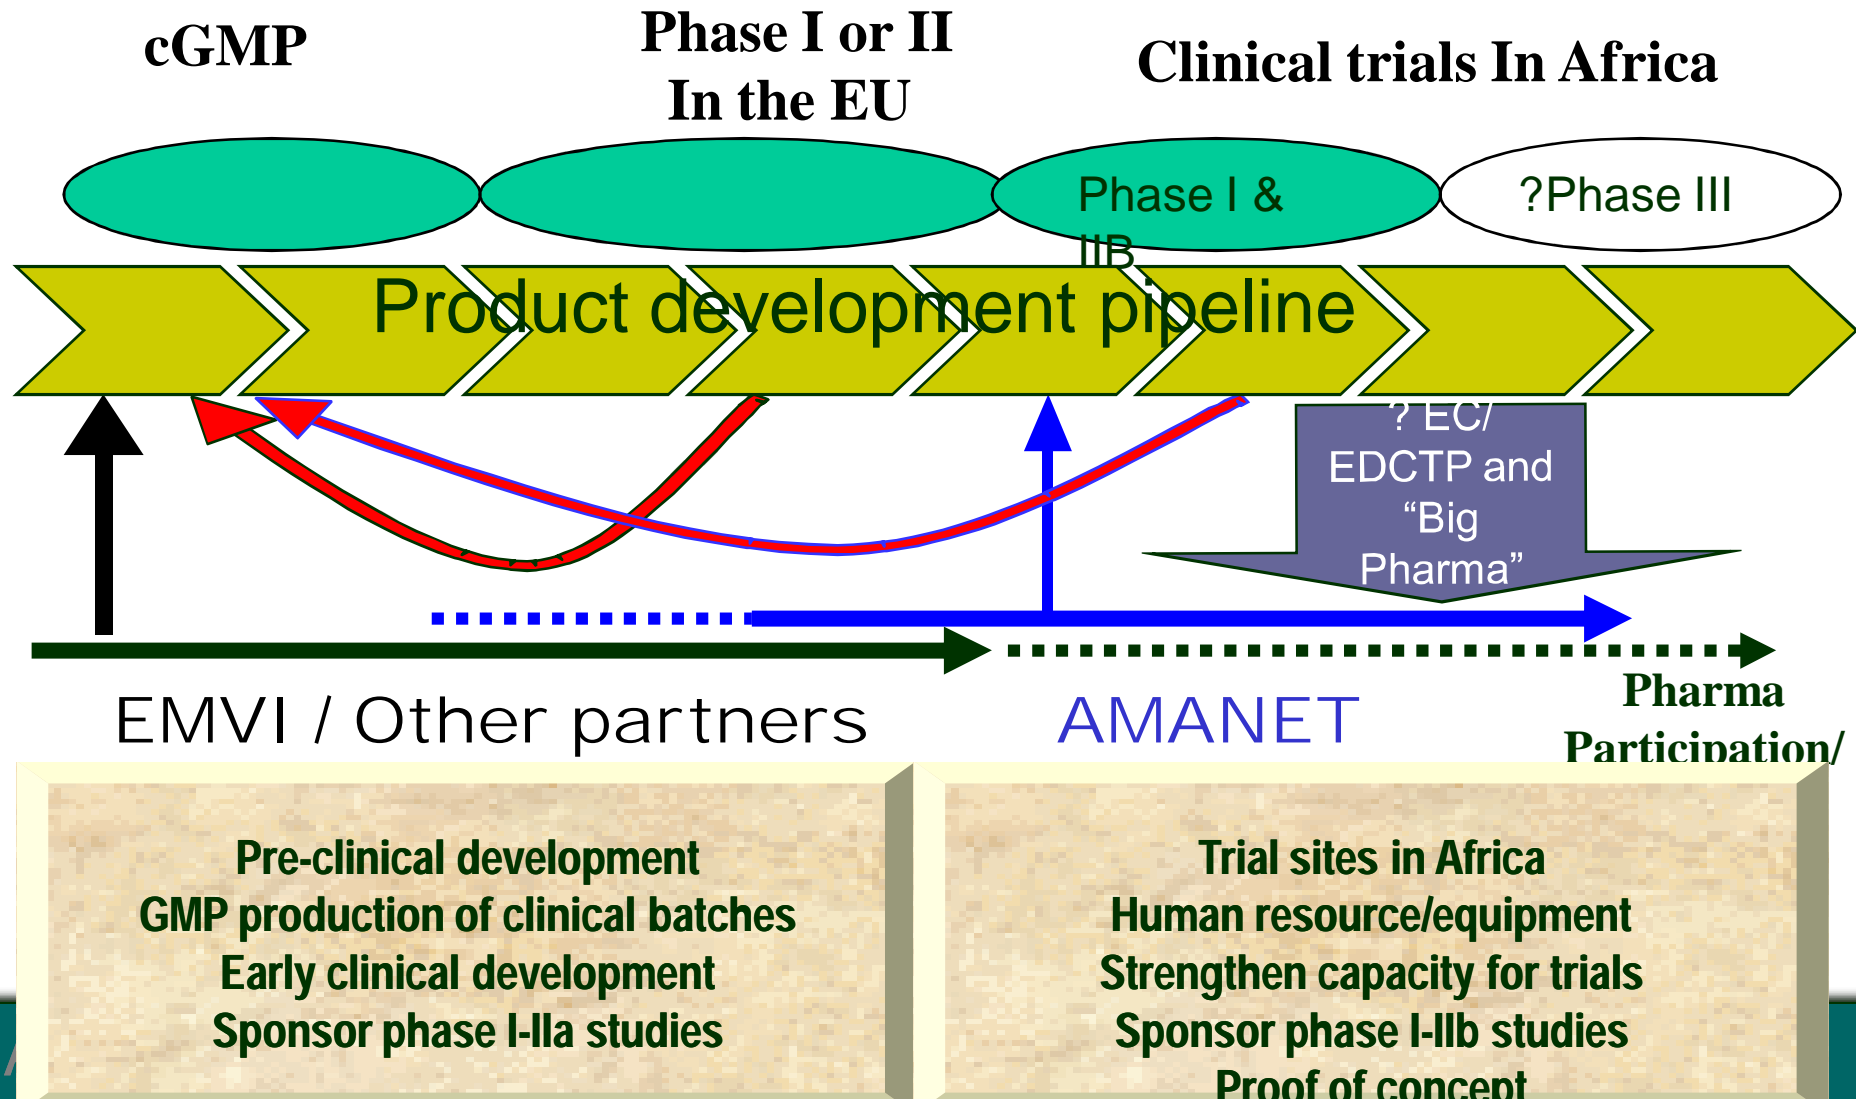 cGMP
Phase I or II
In the EU
Clinical trials In Africa
Phase I &
IIB
?Phase III
Product development pipeline
? EC/
EDCTP and
“Big
Pharma”
EMVI / Other partners
AMANET
Pharma
Participation/
Pre-clinical development
GMP production of clinical batches
Early clinical development
Sponsor phase I-IIa studies
Trial sites in Africa
Human resource/equipment
Strengthen capacity for trials
Sponsor phase I-IIb studies
Proof of concept